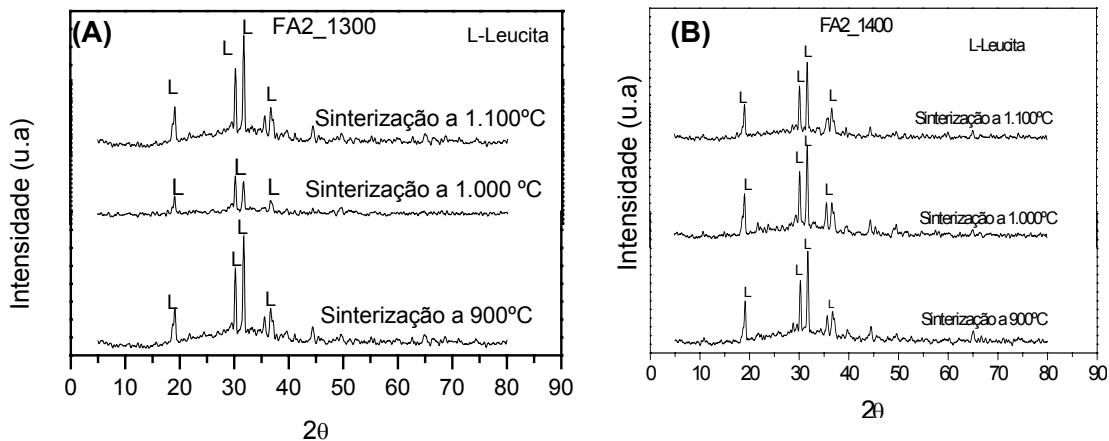 (A)
FA2_1300
L-Leucita
L
L
L
L
Sinterização a 1.100ºC
L
L
L
Sinterização a 1.000 ºC
L
L
L
L
Sinterização a 900ºC
Intensidade (u.a)
0 10 20 30 40 50 60 70 80 90
2θ
(B)
FA2_1400
L-Leucita
L
L
L
L
Sinterização a 1.100ºC
L
L
L
L
Sinterização a 1.000ºC
L
L
L
L
Sinterização a 900ºC
Intensidade (u.a)
0 10 20 30 40 50 60 70 80 90
2θ